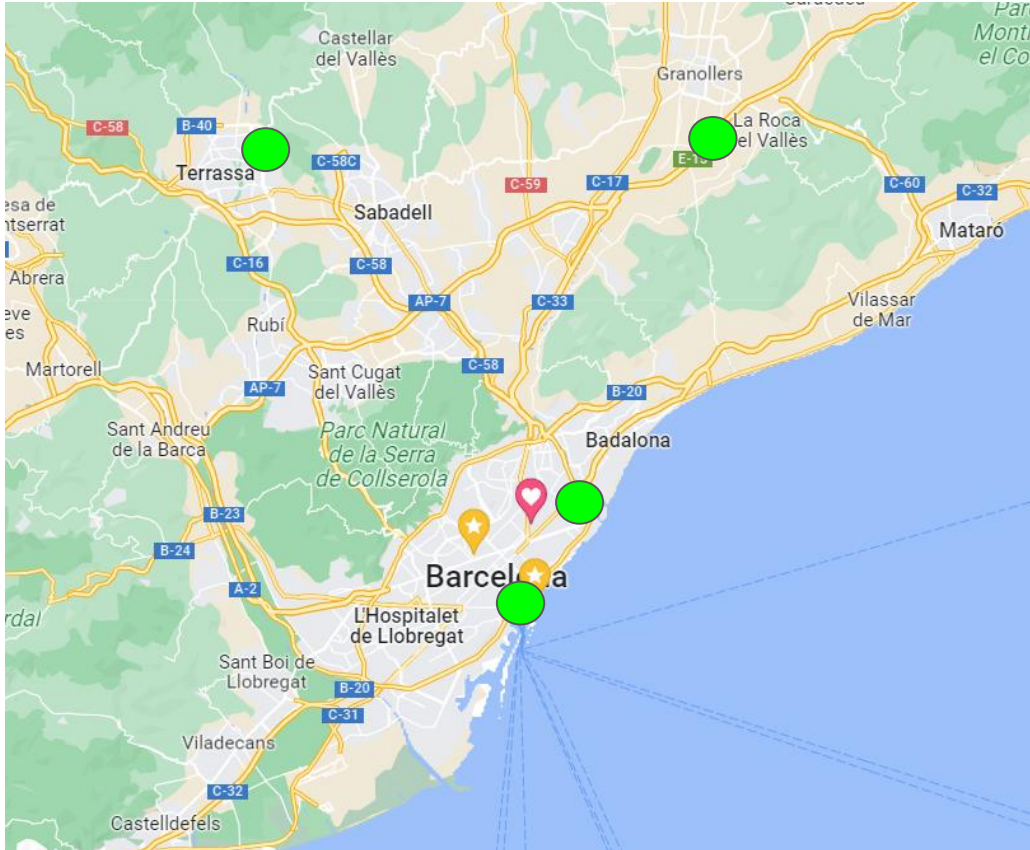 Castellar
del Vallès
Granollers
C-58
B-40
La Roca
el Vallès
Terrassa
C-58C
C-59
C-17
C-60
C-32
Sabadell
Mataró
Abrera
C-16
C-58
AP-7
C-33
Vilassar
de Mar
Rubí
Martorell
AP-7
Sant Cugat
del Vallès
C-58
B-20
Sant Andreu
de la Barca
Parc Natural
de la Serra
de Collserola
Badalona
B-23
B-24
A-2
L'Hospitalet
de Llobregat
Sant Boi de
Llobregat
B-20
C-31
Viladecans
C-32
Castelldefels